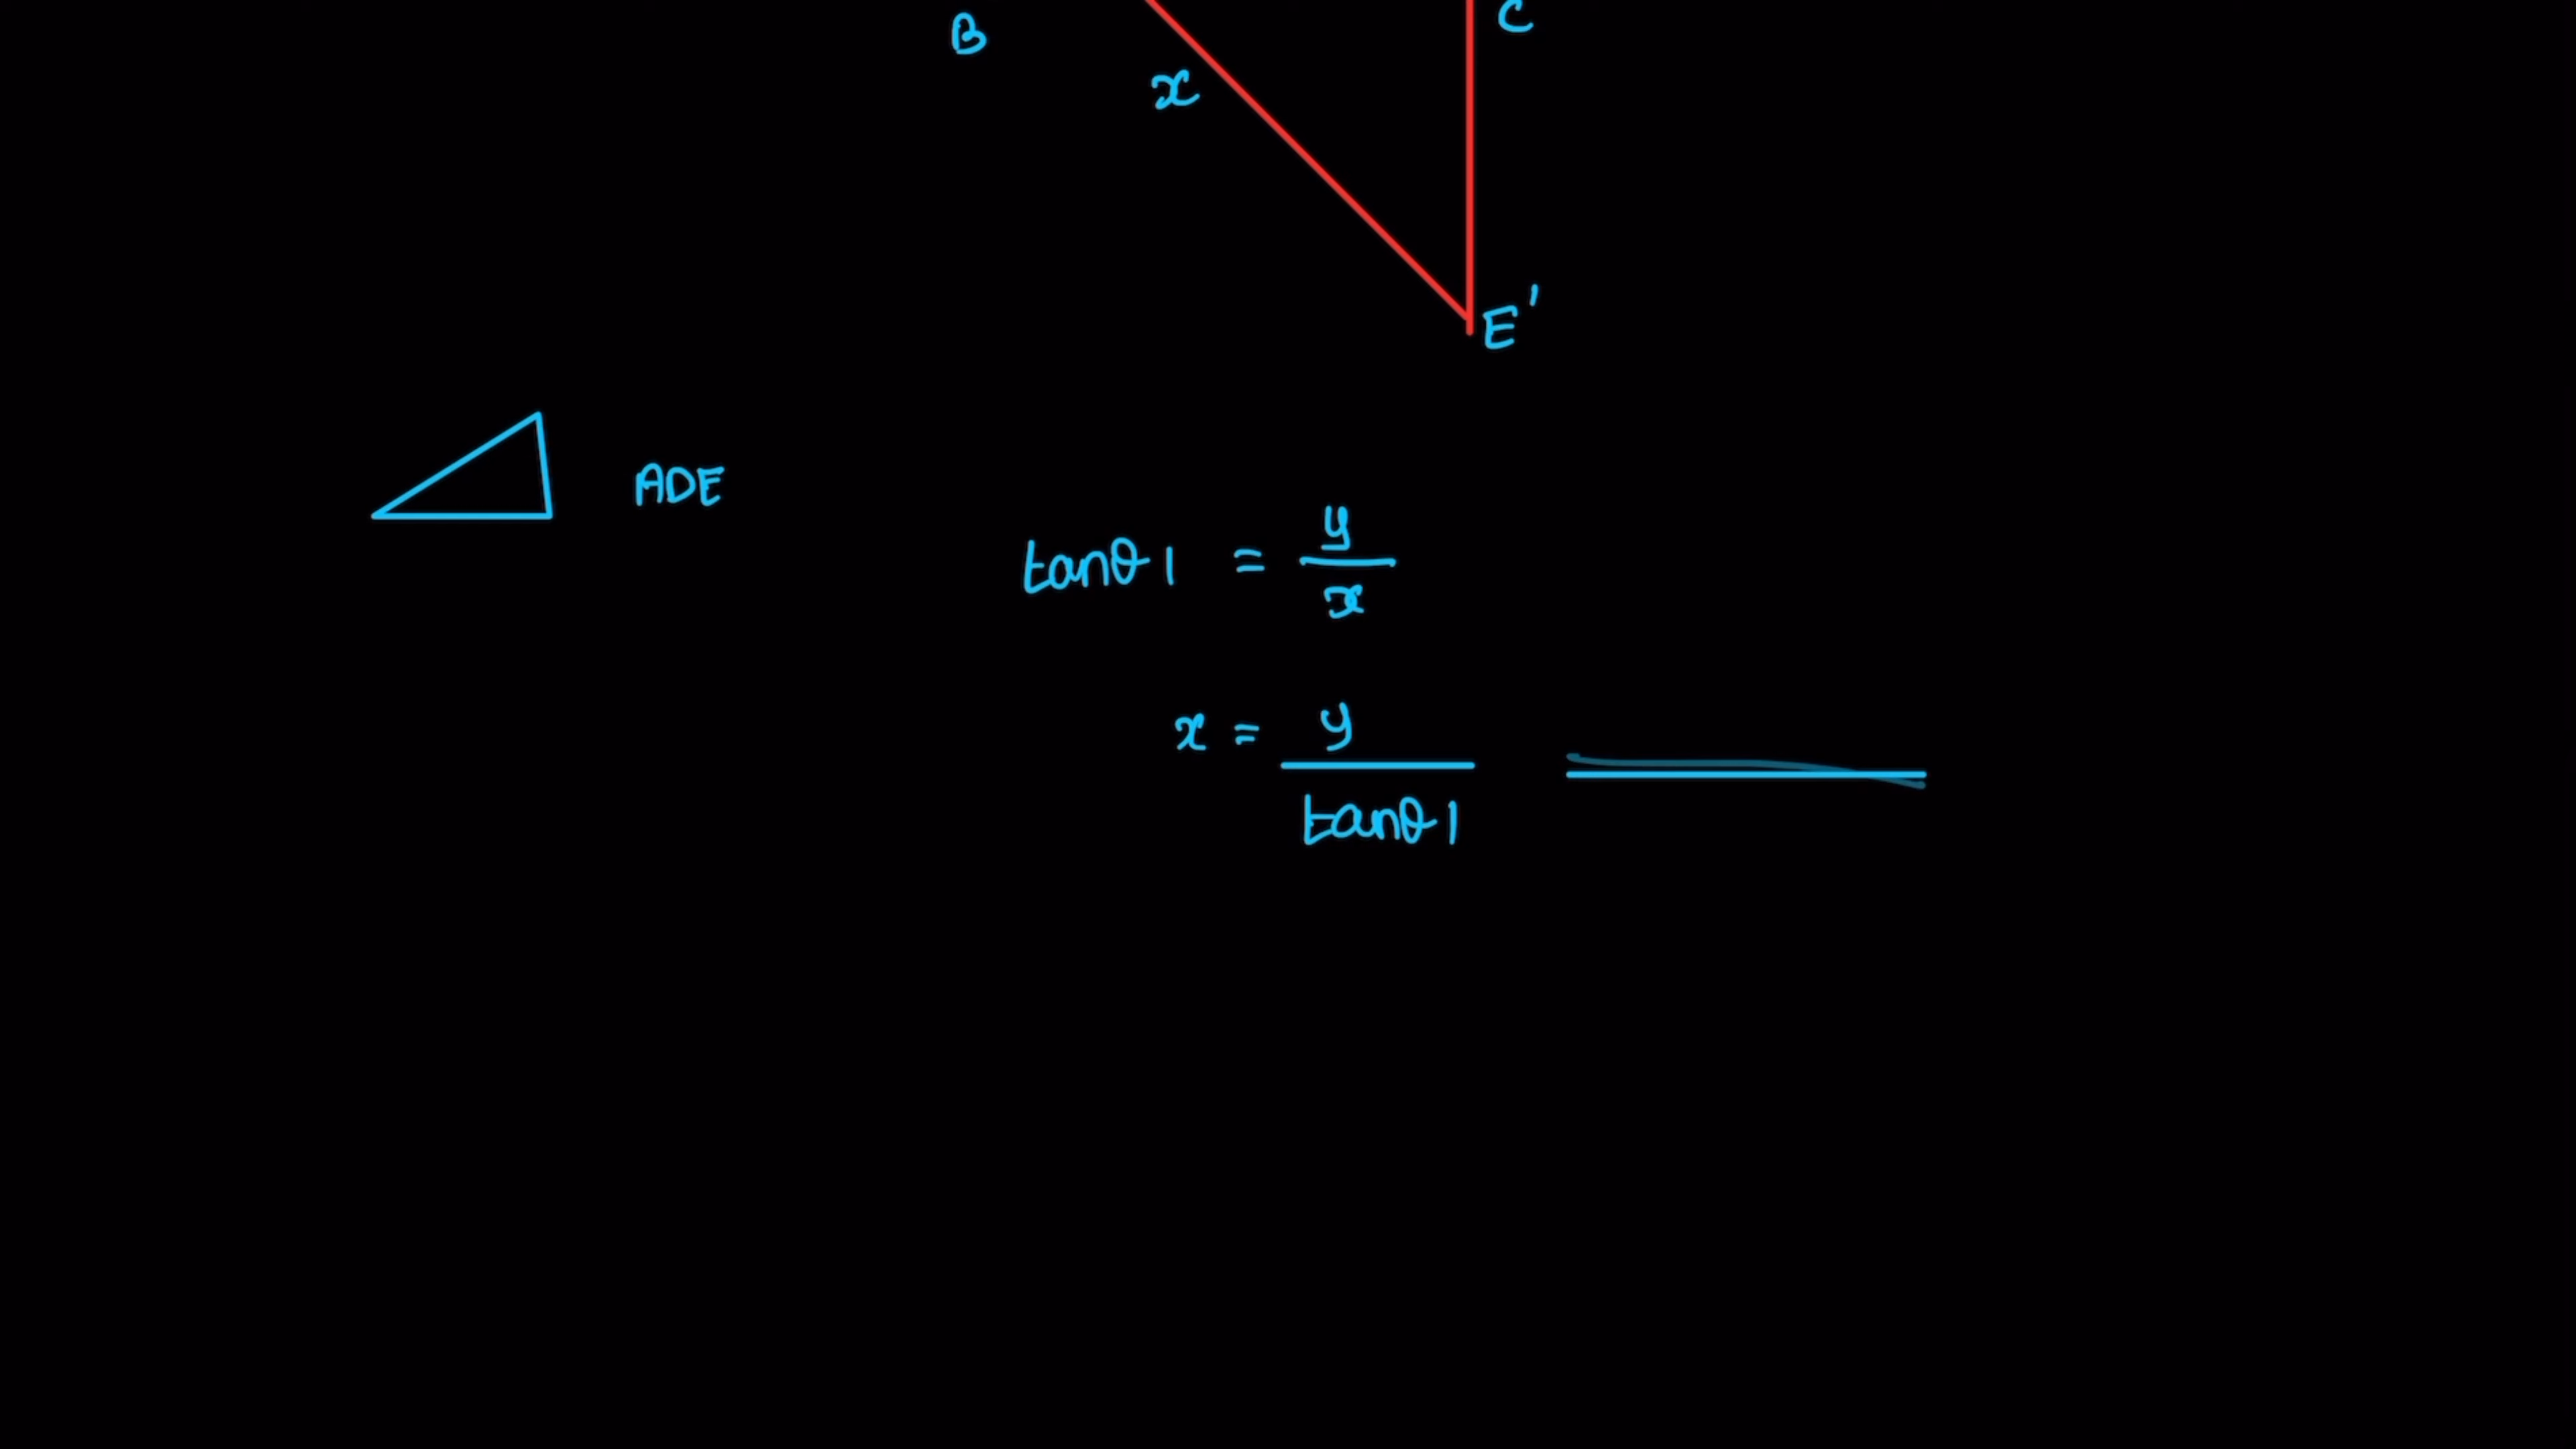 B
C
x
E'
ADE
tanθ1 = y/x
x = y/tanθ1